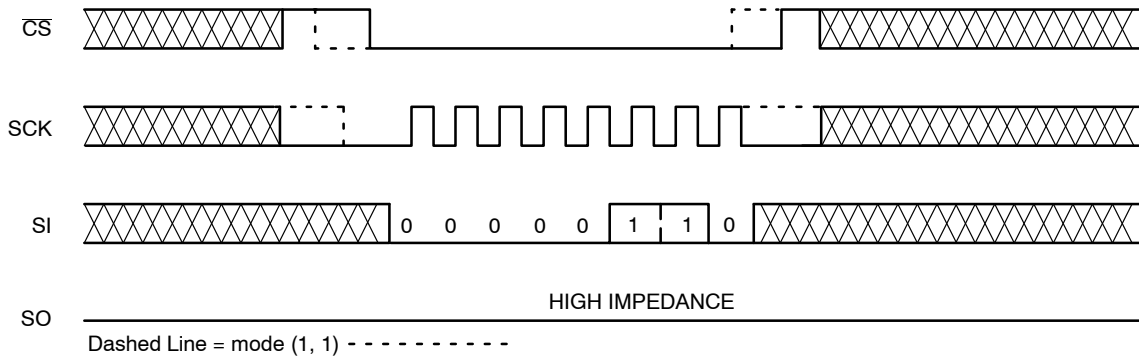 CS
SCK
SI
0 0 0 0 0 1 1 0
SO
HIGH IMPEDANCE
Dashed Line = mode (1, 1)